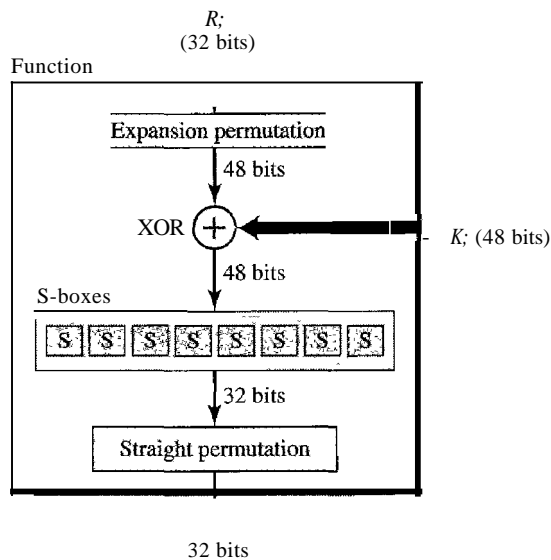 R;
(32 bits)
Function
Expansion permutation
48 bits
XOR
+
K; (48 bits)
48 bits
S-boxes
S S S S S S S S
32 bits
Straight permutation
32 bits